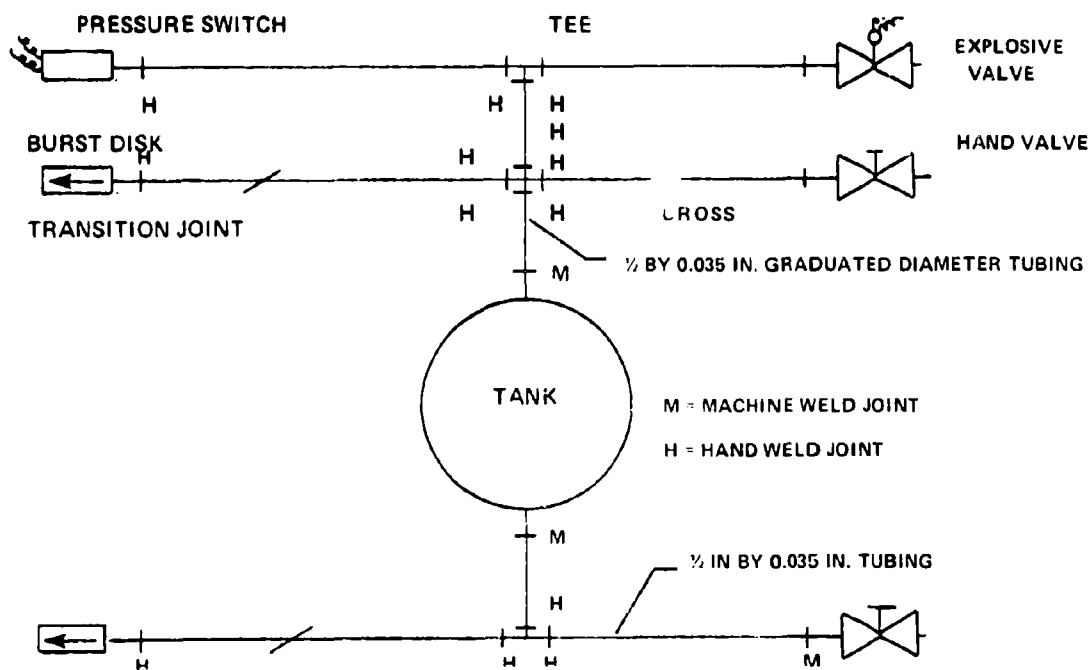 PRESSURE SWITCH
TEE
EXPLOSIVE
VALVE
H
H
H
H
BURST DISK
H
H
H
HAND VALVE
TRANSITION JOINT
H
H
CROSS
½ BY 0.035 IN. GRADUATED DIAMETER TUBING
M
TANK
M = MACHINE WELD JOINT
H = HAND WELD JOINT
M
½ IN BY 0.035 IN. TUBING
H
H
H
H
M